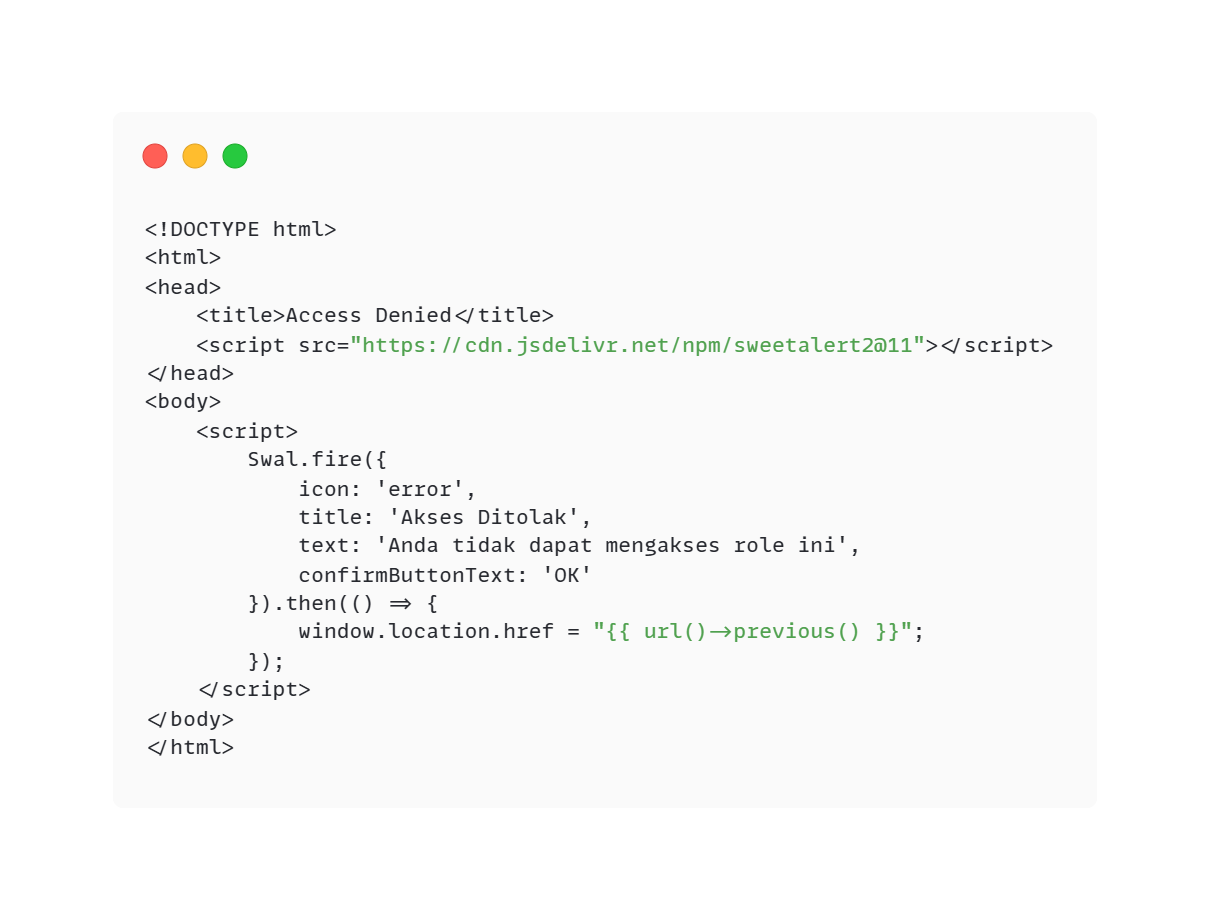 <!DOCTYPE html>
<html>
<head>
    <title>Access Denied</title>
    <script src="https://cdn.jsdelivr.net/npm/sweetalert2@11"></script>
</head>
<body>
    <script>
        Swal.fire({
            icon: 'error',
            title: 'Akses Ditolak',
            text: 'Anda tidak dapat mengakses role ini',
            confirmButtonText: 'OK'
        }).then(() => {
            window.location.href = "{{ url()->previous() }}";
        });
    </script>
</body>
</html>